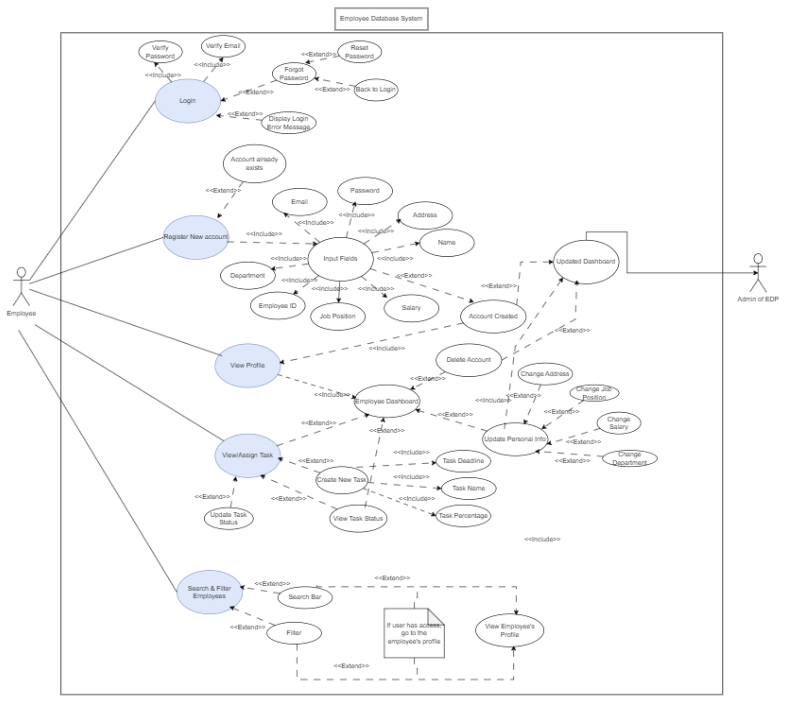 Employee Database System
Verify
Password
Verify Email
<<Include>>
<<Include>>
Login
Forgot
Password
<<Extend>>
Reset
Password
<<Extend>>
<<Extend>>
Back to Login
<<Extend>>
Display Login
Error Message
Account already
exists
<<Extend>>
Register New account
<<Include>>
Email
<<Include>>
Password
<<Include>>
<<Include>>
Address
<<Include>>
Name
Input Fields
<<Include>>
Department
<<Include>>
Employee ID
Job Position
<<Include>>
Salary
<<Extend>>
Account Created
<<Extend>>
Updated Dashboard
Employee
Admin of EDP
<<Include>>
<<Extend>>
View Profile
<<Include>>
Delete Account
<<Extend>>
Employee Dashboard
<<Include>>
Change Address
<<Extend>>
Change Job
Position
<<Extend>>
Change
Salary
<<Extend>>
<<Extend>>
Update Personal Info
<<Extend>>
Change
Department
<<Extend>>
<<Extend>>
View/Assign Task
<<Extend>>
Create New Task
<<Include>>
Task Deadline
<<Include>>
Task Name
<<Include>>
Task Percentage
<<Extend>>
Update Task
Status
<<Extend>>
View Task Status
<<Include>>
Search & Filter
Employees
<<Extend>>
Search Bar
<<Extend>>
<<Extend>>
Filter
If user has access,
go to the
employee's profile
View Employee's
Profile
<<Extend>>